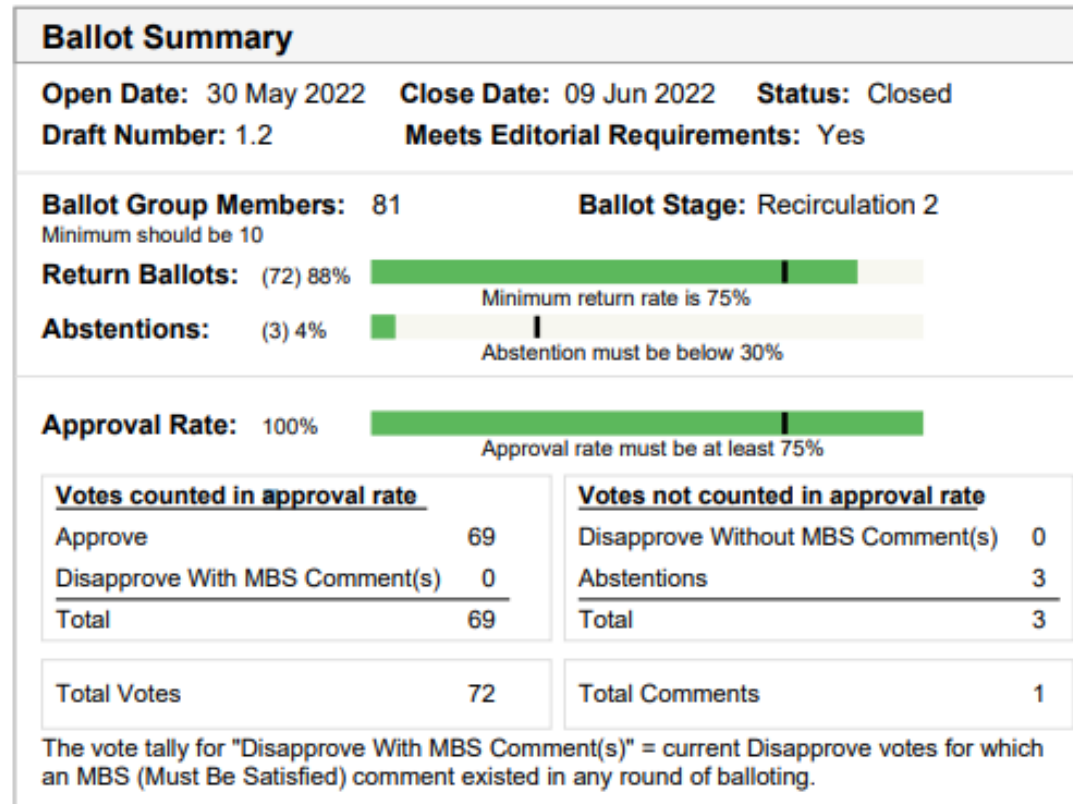 Ballot Summary
Open Date: 30 May 2022 Close Date: 09 Jun 2022 Status: Closed
Draft Number: 1.2 Meets Editorial Requirements: Yes
Ballot Group Members: 81 Ballot Stage: Recirculation 2
Minimum should be 10
Return Ballots: (72) 88%
Minimum return rate is 75%
Abstentions: (3) 4%
Abstention must be below 30%
Approval Rate: 100%
Approval rate must be at least 75%
Votes counted in approval rate
Approve 69
Disapprove With MBS Comment(s) 0
Total 69
Votes not counted in approval rate
Disapprove Without MBS Comment(s) 0
Abstentions 3
Total 3
Total Votes 72
Total Comments 1
The vote tally for "Disapprove With MBS Comment(s)" = current Disapprove votes for which
an MBS (Must Be Satisfied) comment existed in any round of balloting.